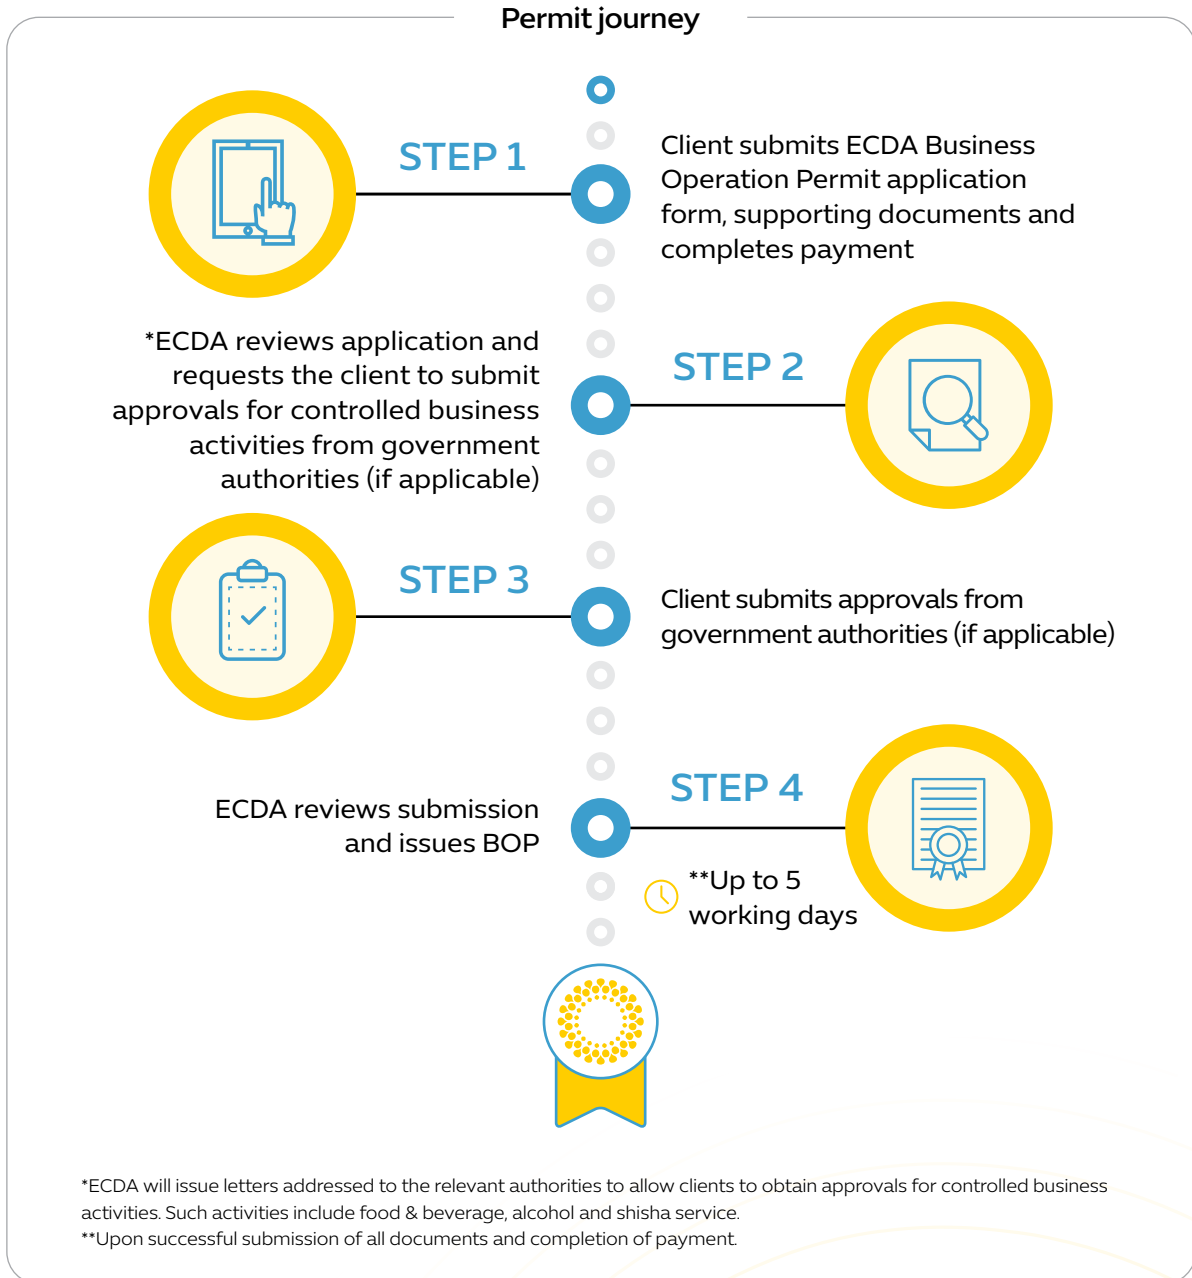 Permit journey
STEP 1
Client submits ECDA Business
Operation Permit application
form, supporting documents and
completes payment
*ECDA reviews application and
requests the client to submit
approvals for controlled business
activities from government
authorities (if applicable)
STEP 2
STEP 3
Client submits approvals from
government authorities (if applicable)
ECDA reviews submission
and issues BOP
STEP 4
**Up to 5
working days
*ECDA will issue letters addressed to the relevant authorities to allow clients to obtain approvals for controlled business
activities. Such activities include food & beverage, alcohol and shisha service.
**Upon successful submission of all documents and completion of payment.